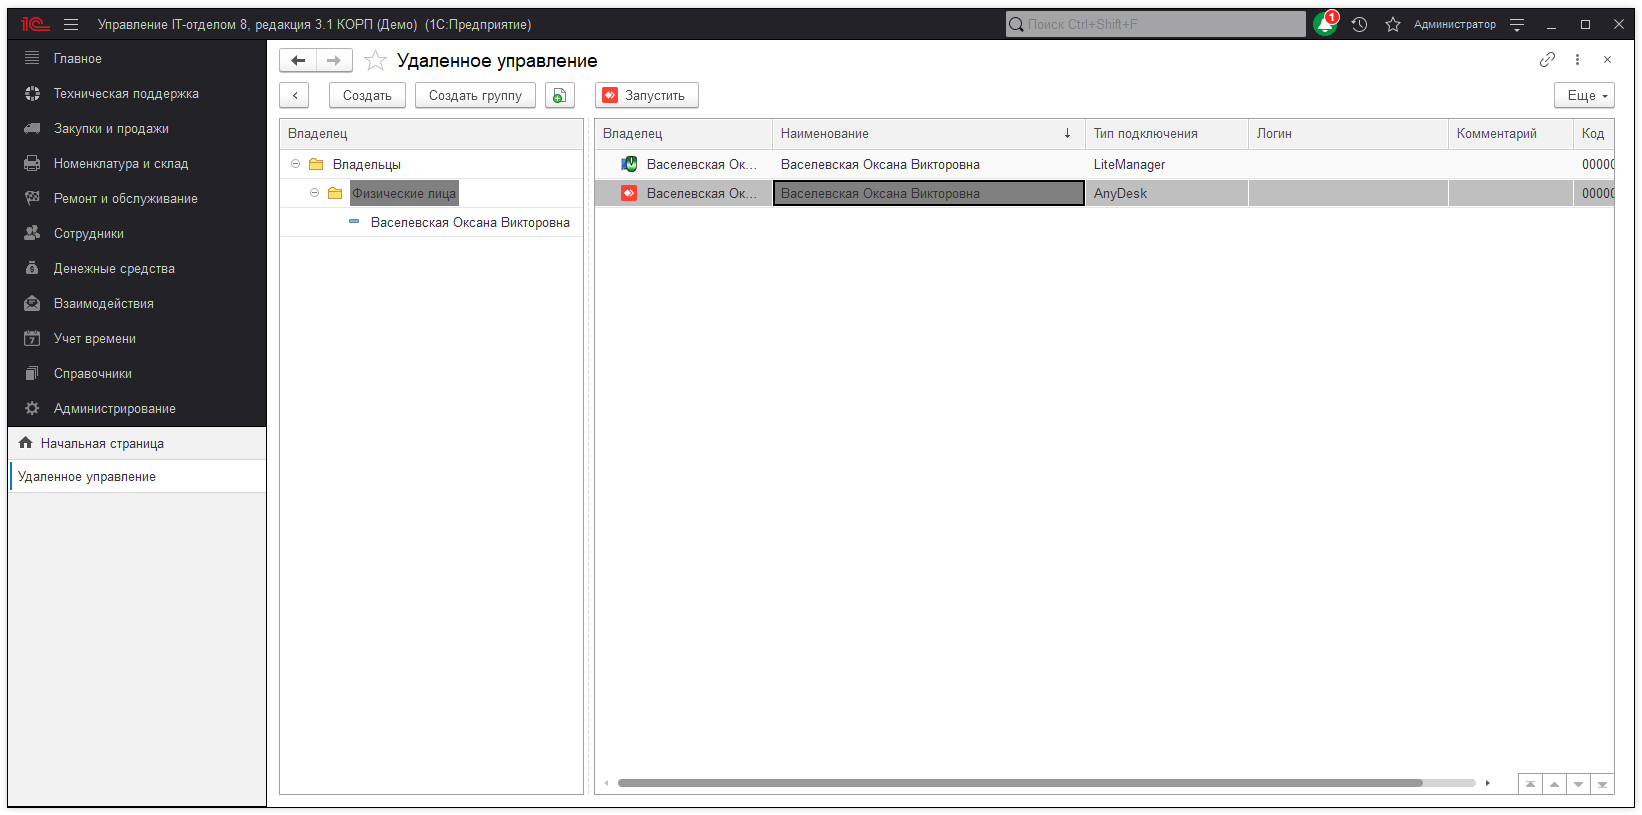 1С Управление IT-отделом 8, редакция 3.1 КОРП (Демо) (1С:Предприятие) Поиск Ctrl+Shift+F 1 Администратор
Главное
Техническая поддержка
Закупки и продажи
Номенклатура и склад
Ремонт и обслуживание
Сотрудники
Денежные средства
Взаимодействия
7 Учет времени
Справочники
Администрирование
Начальная страница
Удаленное управление
Удаленное управление
Создать Создать группу Запустить Еще
Владелец
Владельцы
Физические лица
Васелевская Оксана Викторовна
Владелец Наименование ↓ Тип подключения Логин Комментарий Код
Васелевская Ок... Васелевская Оксана Викторовна LiteManager 0000
Васелевская Ок... Васелевская Оксана Викторовна AnyDesk 0000